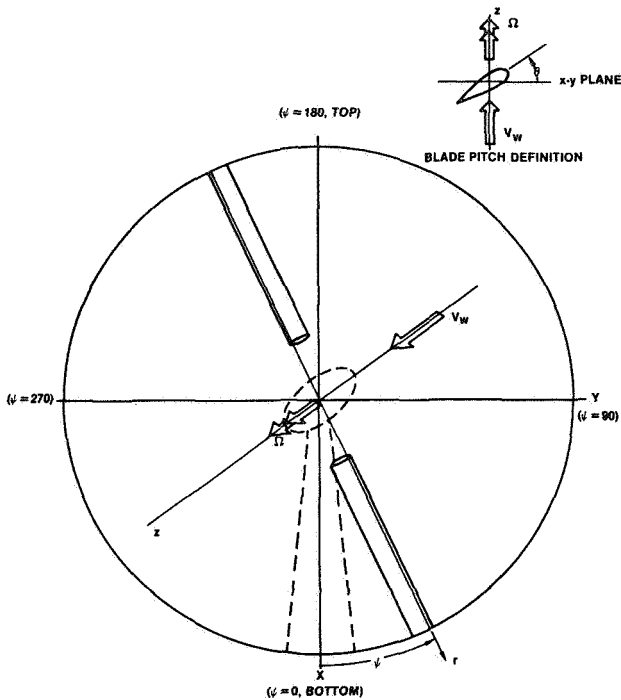 z
Ω
θ
x-y PLANE
V_W
BLADE PITCH DEFINITION
(ψ = 180, TOP)
V_W
(ψ = 270)
Y
(ψ = 90)
Ω
z
X
ψ
r
(ψ = 0, BOTTOM)